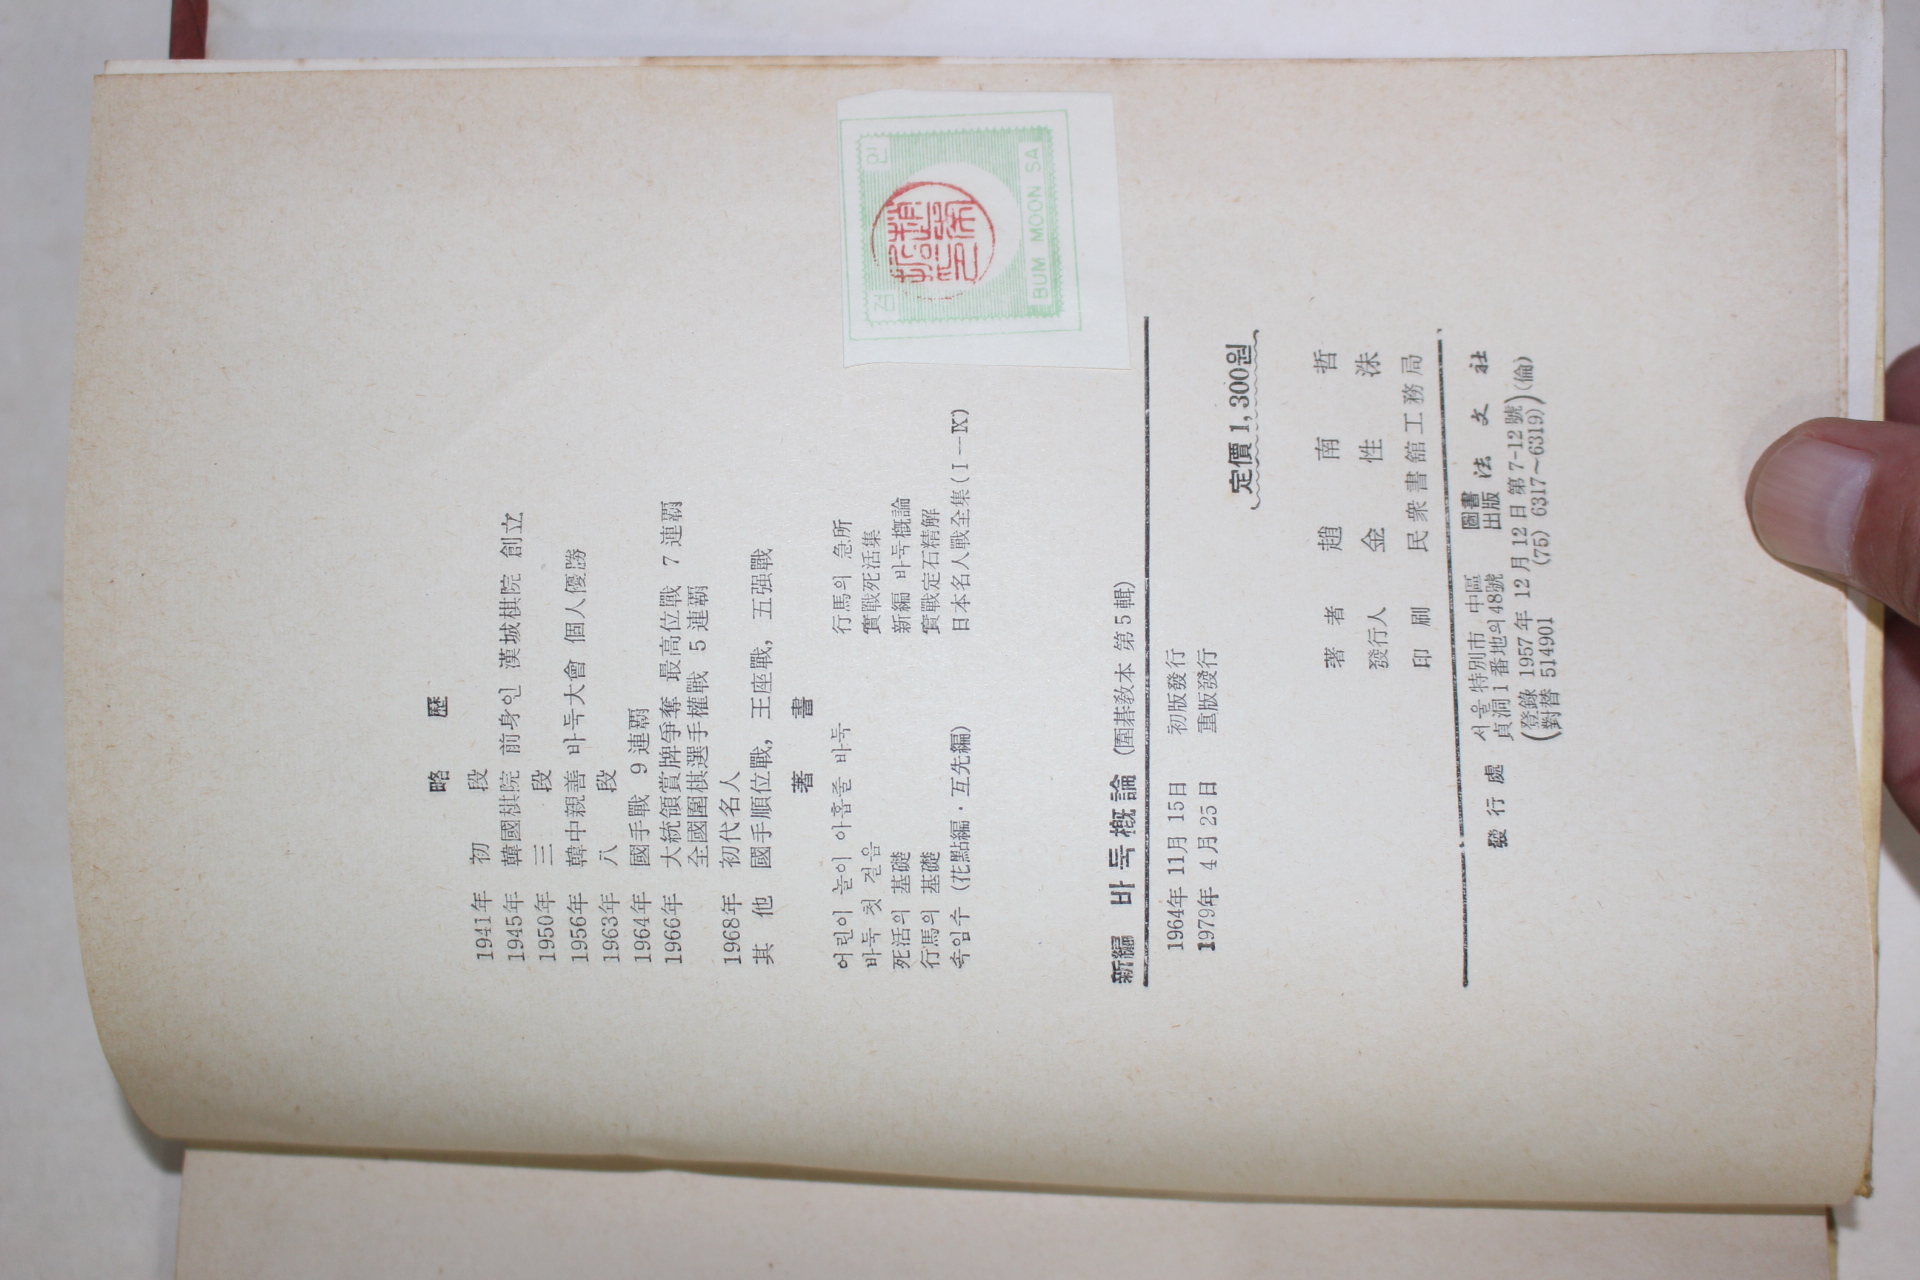 略 歷
1941年 初 段
1945年 韓國棋院 前身인 漢城棋院 創立
1950年 三 段
1956年 韓中親善 바둑大會 個人優勝
1963年 八 段
1964年 國手戰 9連覇
1966年 大統領賞牌爭奪 最高位戰 7連覇
全國圍棋選手權戰 5連覇
1968年 初代名人
其 他 國手順位戰, 王座戰, 五强戰
著 書
어린이 놀이 아홉줄 바둑 行馬의 急所
바둑 첫 걸음 實戰死活集
死活의 基礎 新編 바둑槪論
行馬의 基礎 實戰定石精解
속임수 (花點編·互先編) 日本名人戰全集(I—Ⅸ)
검 인
BUM MOON SA
新編 바둑槪論 (圍碁敎本 第5輯)
1964年 11月 15日 初版發行
1979年 4月 25日 重版發行
定價 1,300원
著 者 趙 南 哲
發行人 金 性 洙
印 刷 民衆書館工務局
發行處 서울特別市 中區 貞洞1番地의48號 圖書出版 法文社
(登錄 1957年 12月12日 第7-12號)(倫)
(對替 514901 (75) 6317~6319)